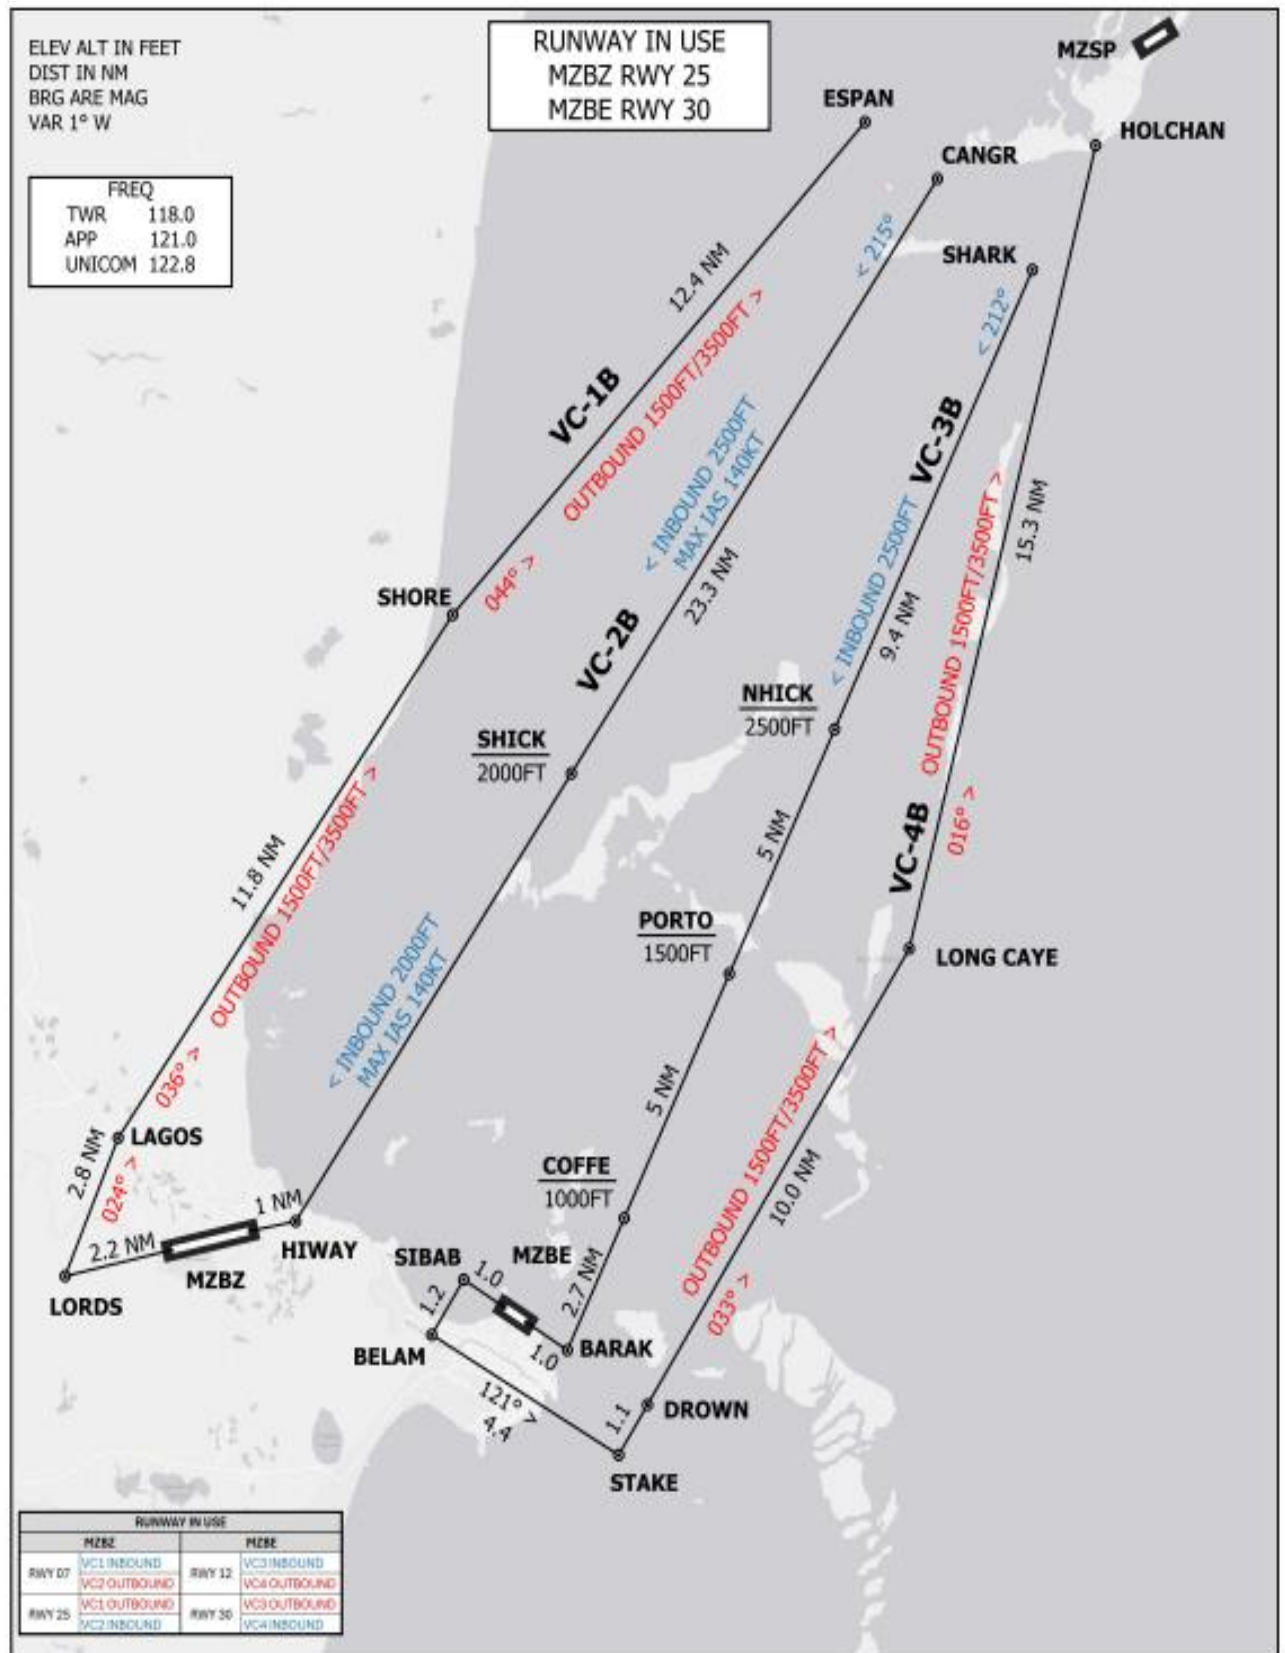 ELEV ALT IN FEET
DIST IN NM
BRG ARE MAG
VAR 1° W
RUNWAY IN USE
MZBZ RWY 25
MZBE RWY 30
FREQ
TWR 118.0
APP 121.0
UNICOM 122.8
MZSP
ESPAN
HOLCHAN
CANGR
SHARK
< 215°
< 212°
12.4 NM
VC-1B
OUTBOUND 1500FT/3500FT >
044° >
SHORE
< INBOUND 2500FT
MAX IAS 140KT
23.3 NM
VC-2B
VC-3B
< INBOUND 2500FT
9.4 NM
OUTBOUND 1500FT/3500FT >
15.3 NM
NHICK
2500FT
SHICK
2000FT
VC-4B
016° >
5 NM
11.8 NM
OUTBOUND 1500FT/3500FT >
036° >
PORTO
1500FT
LONG CAYE
< INBOUND 2000FT
MAX IAS 140KT
5 NM
OUTBOUND 1500FT/3500FT >
10.0 NM
033° >
LAGOS
2.8 NM
024° >
COFFE
1000FT
1 NM
2.2 NM
HIWAY
MZBZ
LORDS
SIBAB
1.0
MZBE
2.7 NM
1.2
BELAM
1.0
BARAK
121° >
4.4
1.1
DROWN
STAKE
RUNWAY IN USE
MZBZ MZBE
RWY 07 VC1 INBOUND RWY 12 VC3 INBOUND
VC2 OUTBOUND VC4 OUTBOUND
RWY 25 VC1 OUTBOUND RWY 30 VC3 OUTBOUND
VC2 INBOUND VC4 INBOUND